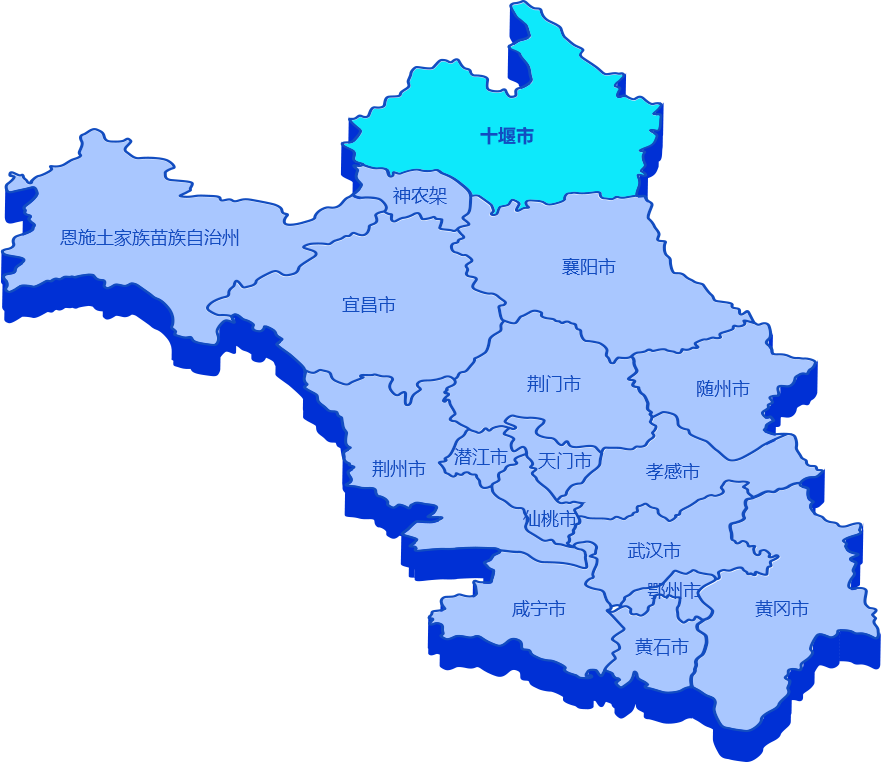 十堰市
神农架
恩施土家族苗族自治州
襄阳市
宜昌市
荆门市
随州市
潜江市
天门市
荆州市
孝感市
仙桃市
武汉市
鄂州市
咸宁市
黄冈市
黄石市